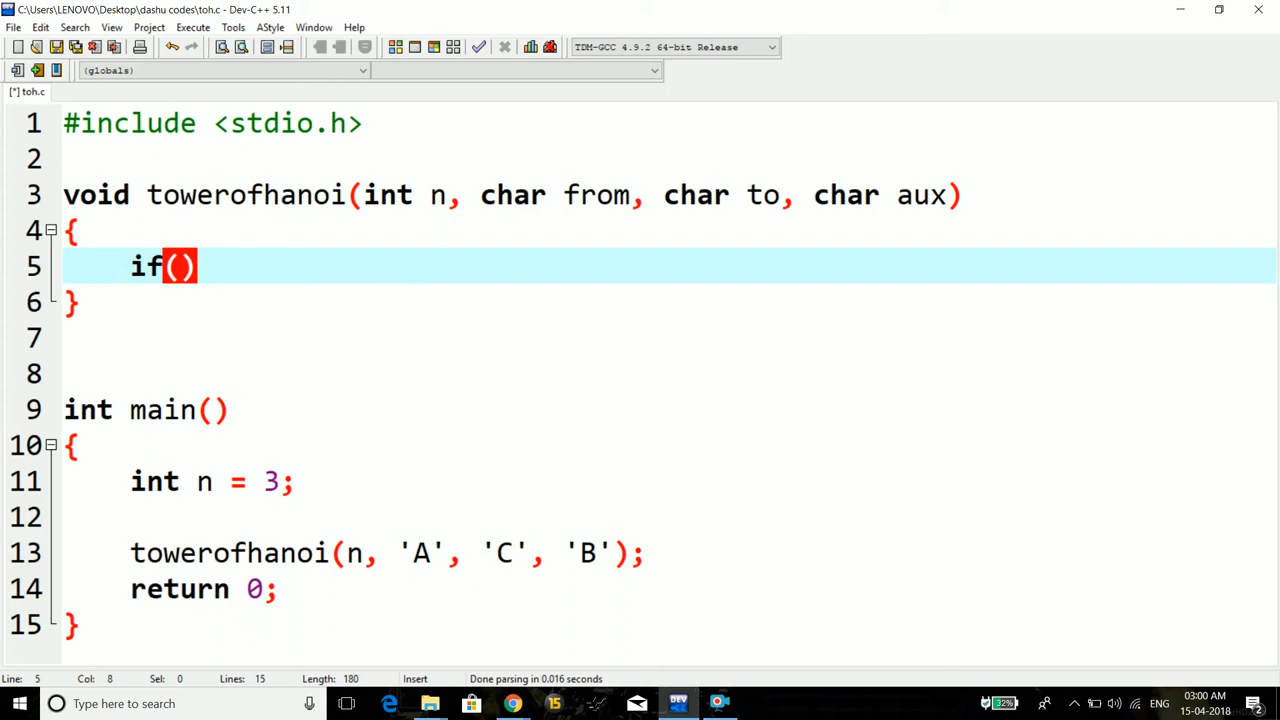 C:\Users\LENOVO\Desktop\dashu codes\toh.c - Dev-C++ 5.11
File Edit Search View Project Execute Tools AStyle Window Help
TDM-GCC 4.9.2 64-bit Release
(globals)
[*] toh.c
1 #include <stdio.h>
2
3 void towerofhanoi(int n, char from, char to, char aux)
4 {
5 if()
6 }
7
8
9 int main()
10 {
11 int n = 3;
12
13 towerofhanoi(n, 'A', 'C', 'B');
14 return 0;
15 }
Line: 5 Col: 8 Sel: 0 Lines: 15 Length: 180 Insert Done parsing in 0.016 seconds
Type here to search
15
DEV
32%
ENG
03:00 AM
15-04-2018
2